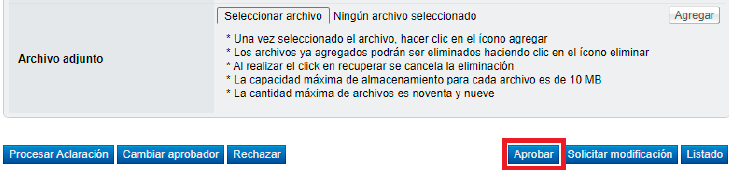 Seleccionar archivo Ningún archivo seleccionado Agregar
Archivo adjunto
* Una vez seleccionado el archivo, hacer clic en el ícono agregar
* Los archivos ya agregados podrán ser eliminados haciendo clic en el ícono eliminar
* Al realizar el click en recuperar se cancela la eliminación
* La capacidad máxima de almacenamiento para cada archivo es de 10 MB
* La cantidad máxima de archivos es noventa y nueve
Procesar Aclaración Cambiar aprobador Rechazar Aprobar Solicitar modificación Listado